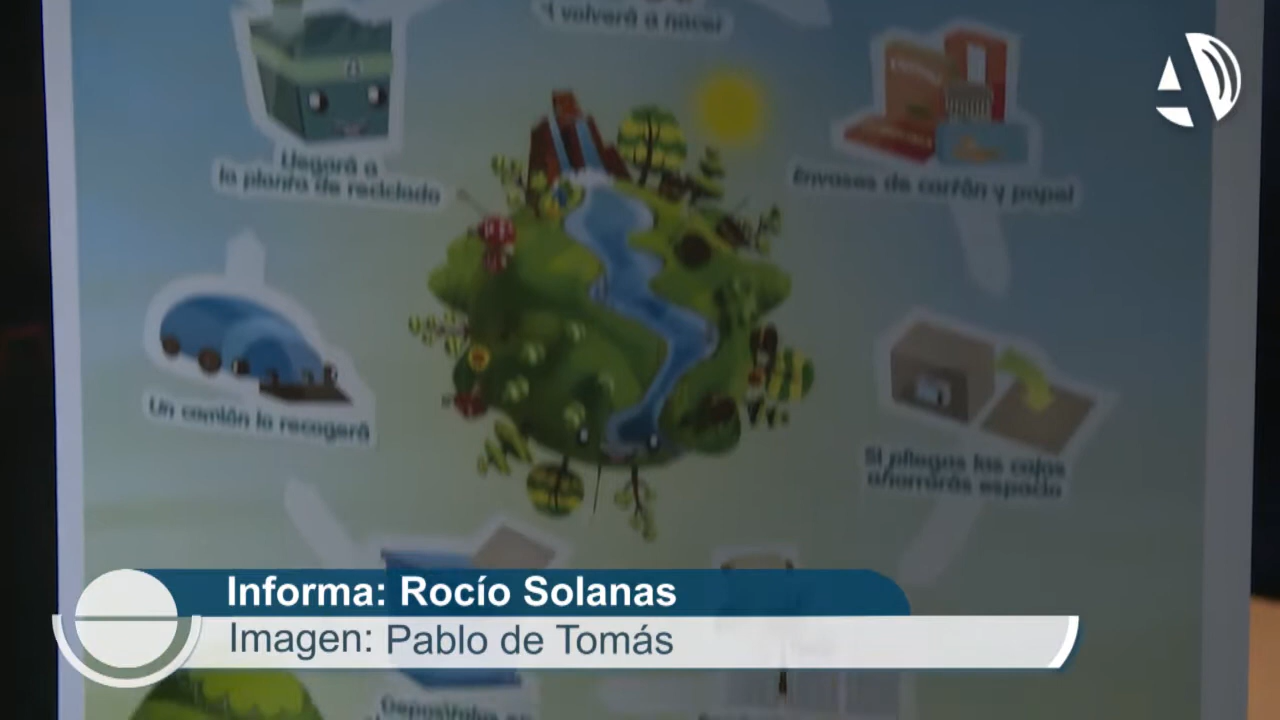 Y volverá a nacer
Llegará a
la planta de reciclado
Envases de cartón y papel
Un camión lo recogerá
Si pliegas las cajas
ahorrarás espacio
Informa: Rocío Solanas
Imagen: Pablo de Tomás